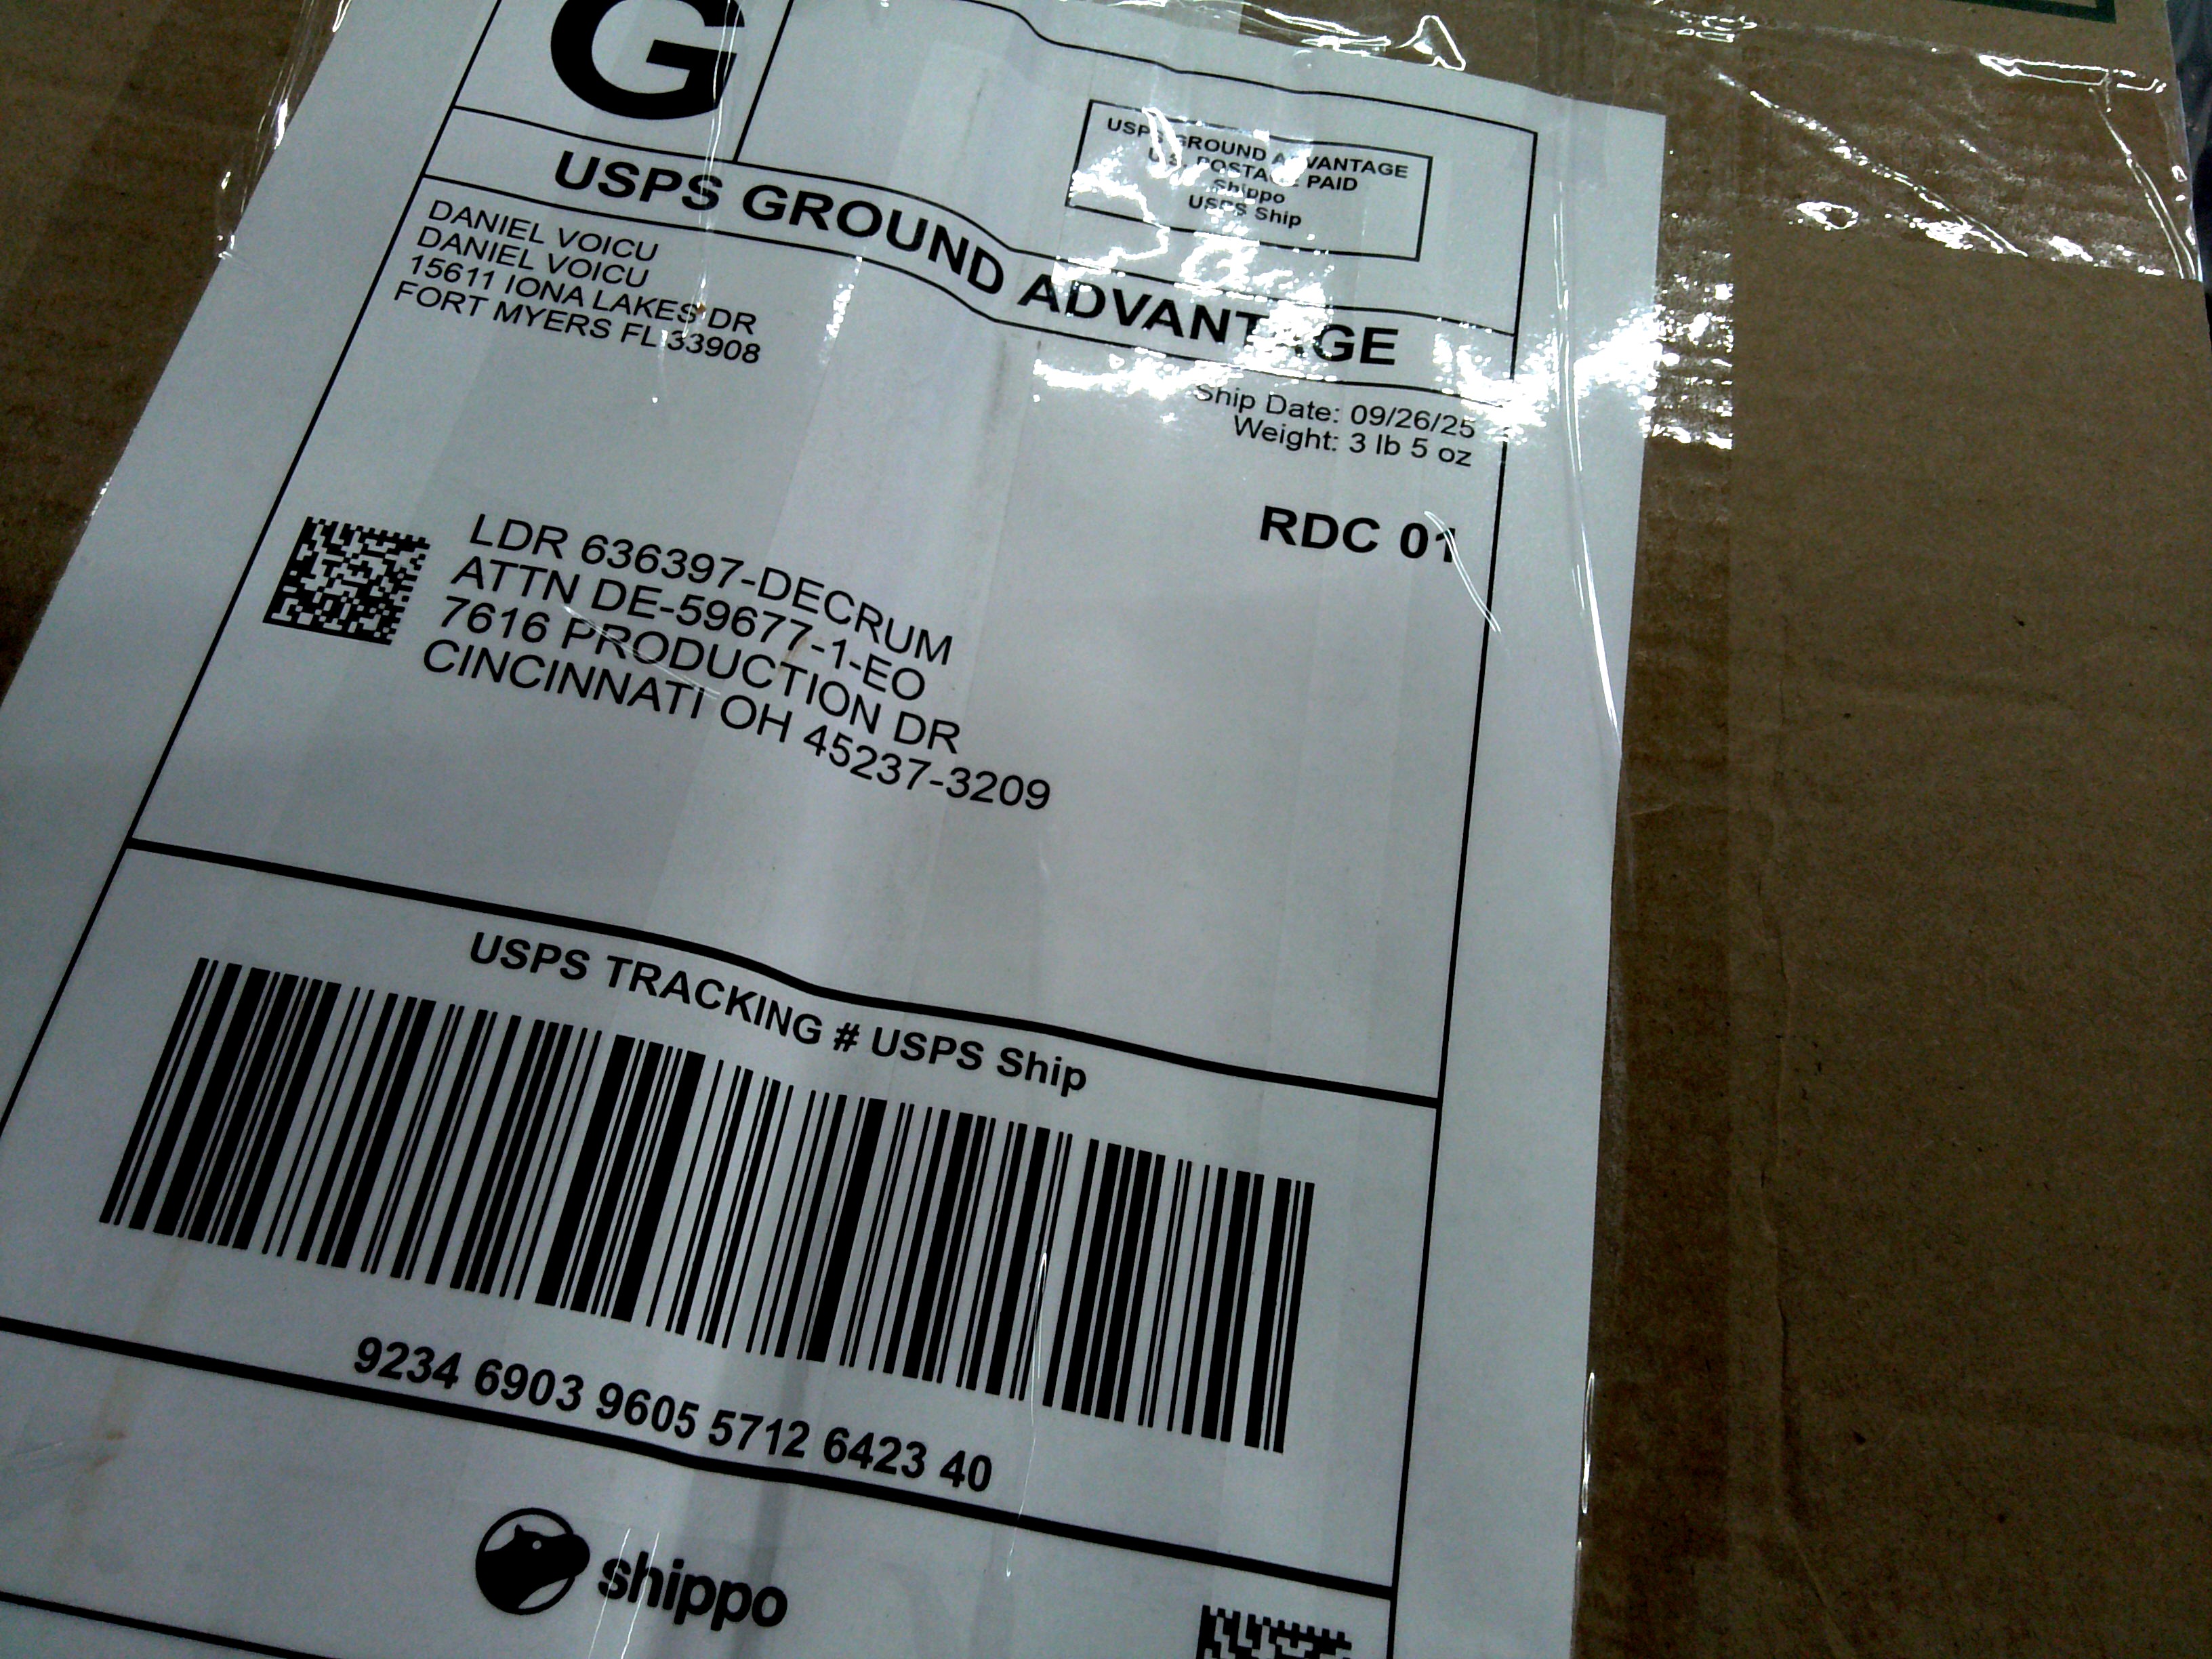 G
USPS GROUND ADVANTAGE
U.S. POSTAGE PAID
Shippo
USPS Ship
USPS GROUND ADVANTAGE
DANIEL VOICU
DANIEL VOICU
15611 IONA LAKES DR
FORT MYERS FL 33908
Ship Date: 09/26/25
Weight: 3 lb 5 oz
RDC 01
LDR 636397-DECRUM
ATTN DE-59677-1-EO
7616 PRODUCTION DR
CINCINNATI OH 45237-3209
USPS TRACKING # USPS Ship
9234 6903 9605 5712 6423 40
shippo